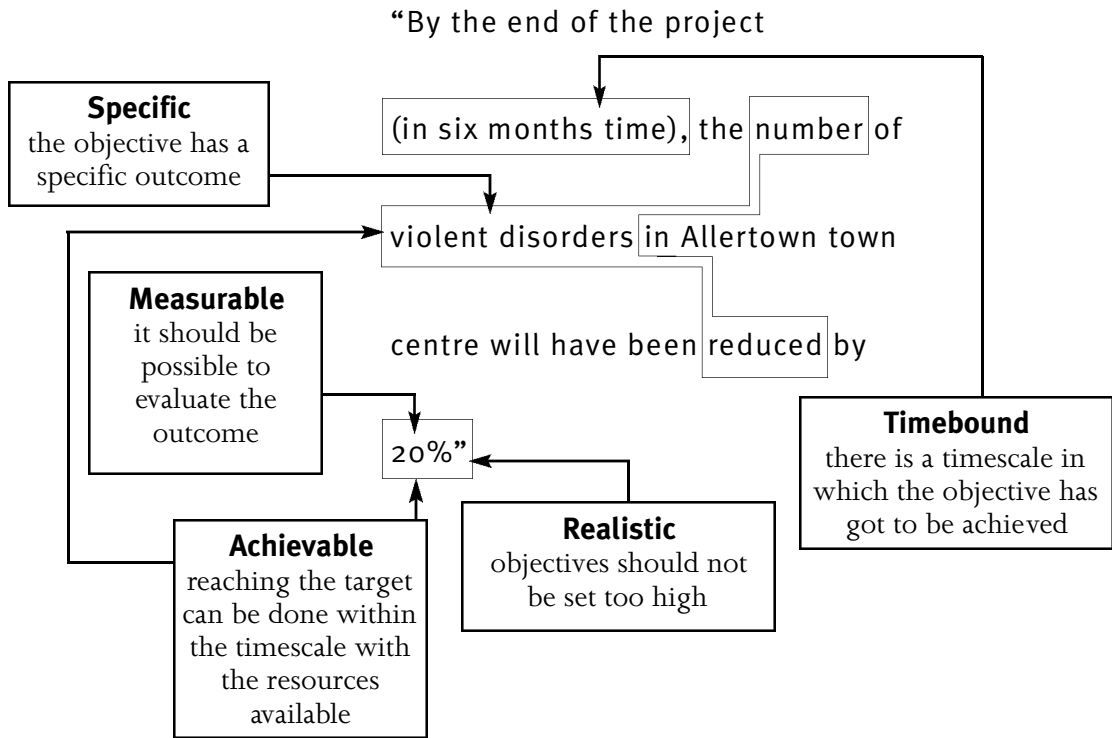 “By the end of the project
(in six months time), the number of
violent disorders in Allertown town
centre will have been reduced by
20%”
Specific
the objective has a
specific outcome
Measurable
it should be
possible to
evaluate the
outcome
Achievable
reaching the target
can be done within
the timescale with
the resources
available
Realistic
objectives should not
be set too high
Timebound
there is a timescale in
which the objective has
got to be achieved